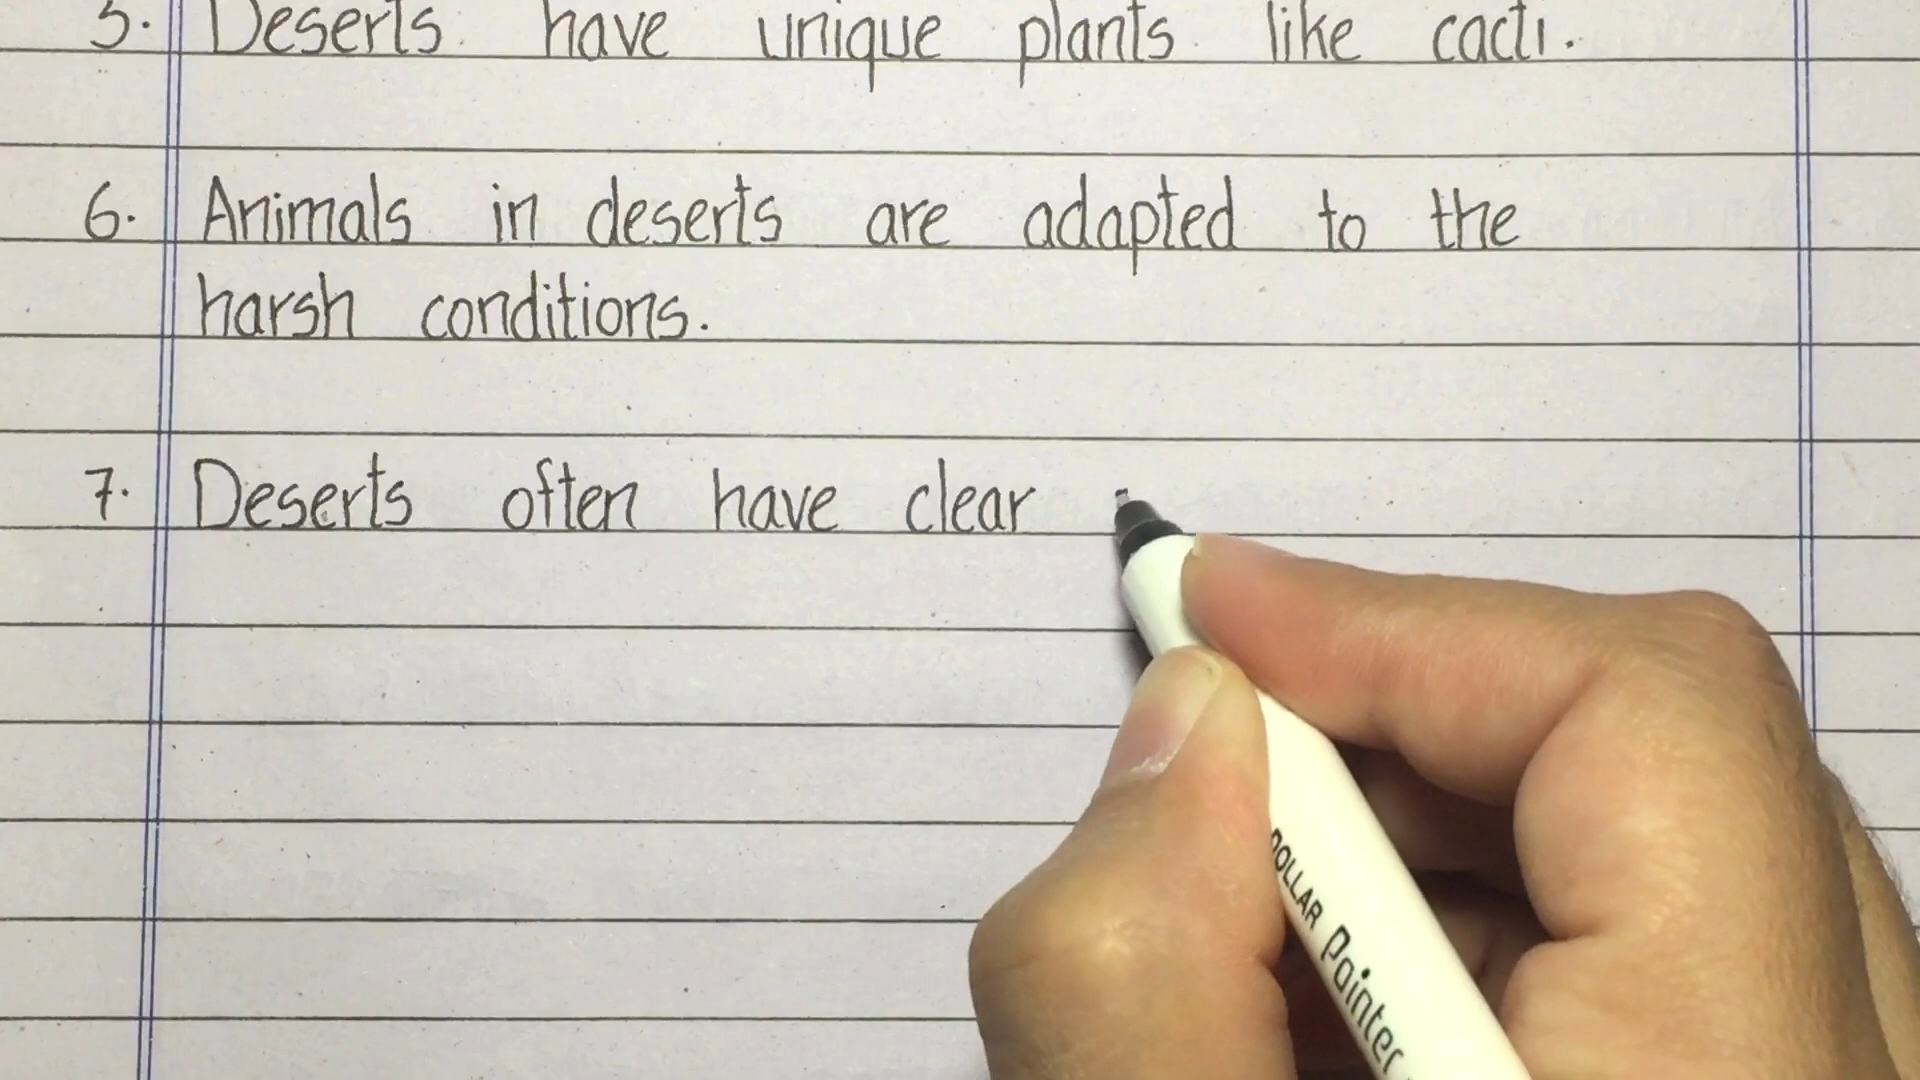 5. Deserts have unique plants like cacti.
6. Animals in deserts are adapted to the
harsh conditions.
7. Deserts often have clear
DOLLAR Pointer